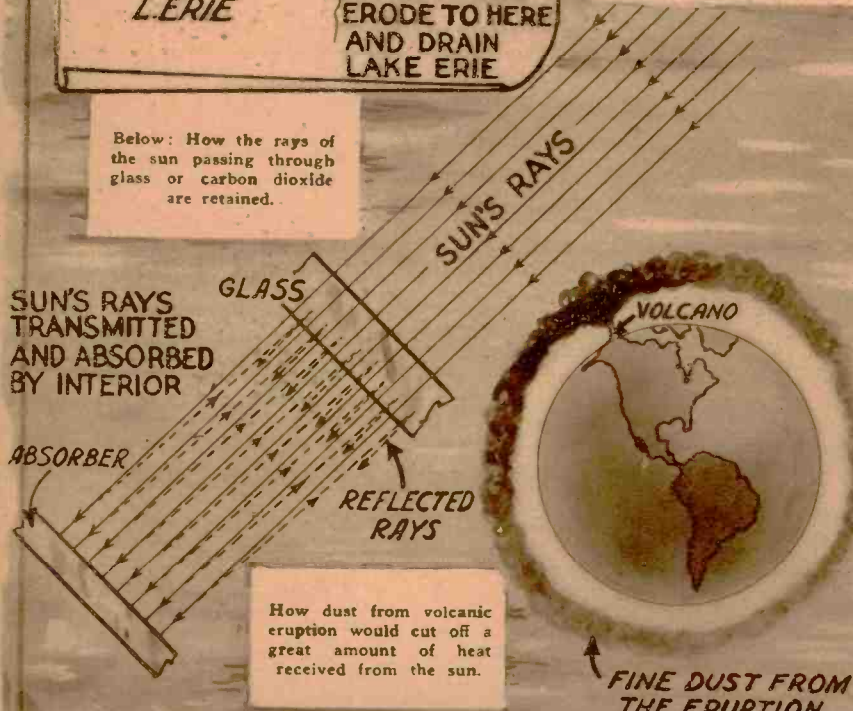 L.ERIE
ERODE TO HERE
AND DRAIN
LAKE ERIE
Below: How the rays of
the sun passing through
glass or carbon dioxide
are retained.
SUN'S RAYS
GLASS
SUN'S RAYS
TRANSMITTED
AND ABSORBED
BY INTERIOR
VOLCANO
ABSORBER
REFLECTED
RAYS
How dust from volcanic
eruption would cut off a
great amount of heat
received from the sun.
FINE DUST FROM
THE ERUPTION